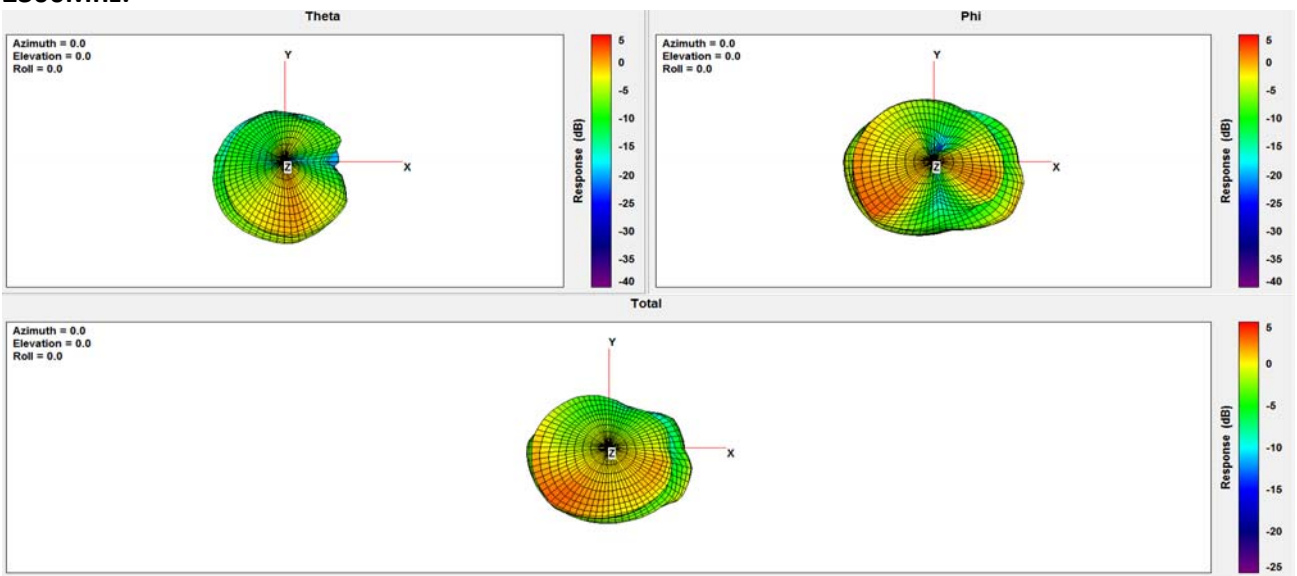 Theta
Azimuth = 0.0
Elevation = 0.0
Roll = 0.0
Y
X
Z
5
0
-5
-10
-15
-20
-25
-30
-35
-40
Response (dB)
Phi
Azimuth = 0.0
Elevation = 0.0
Roll = 0.0
Y
X
Z
5
0
-5
-10
-15
-20
-25
-30
-35
-40
Response (dB)
Total
Azimuth = 0.0
Elevation = 0.0
Roll = 0.0
Y
X
Z
5
0
-5
-10
-15
-20
-25
Response (dB)